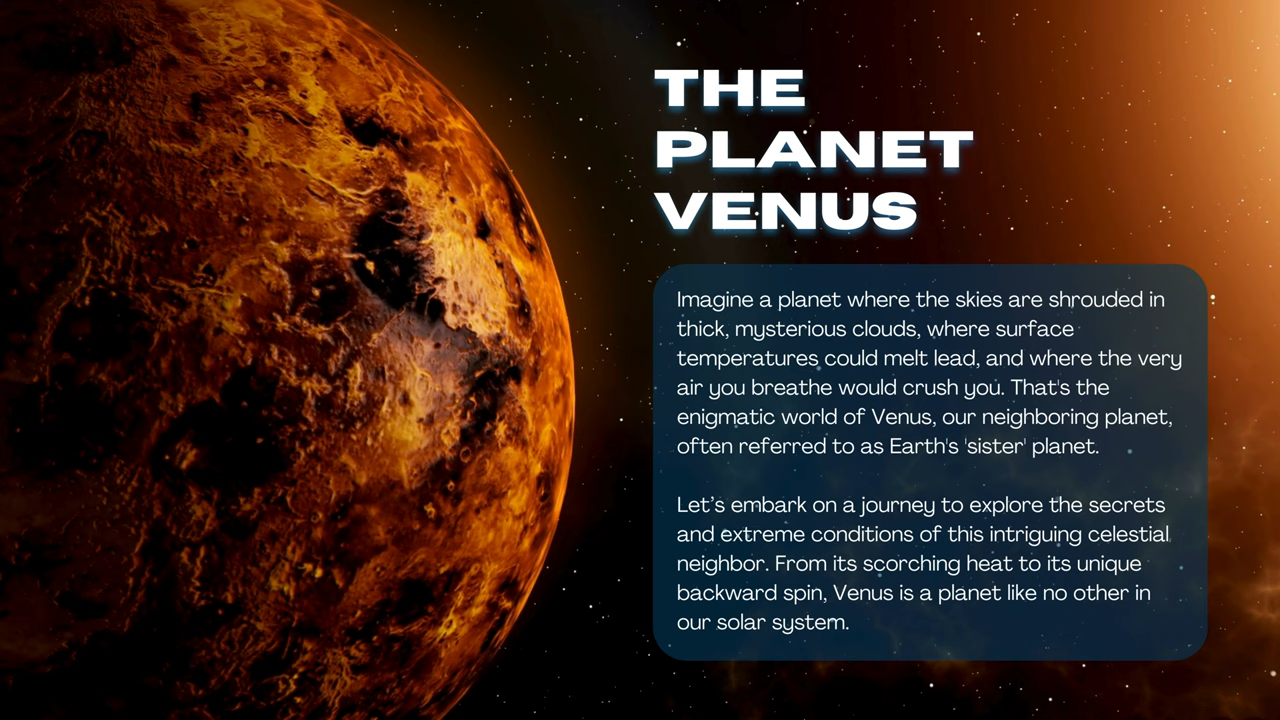 THE
PLANET
VENUS
Imagine a planet where the skies are shrouded in
thick, mysterious clouds, where surface
temperatures could melt lead, and where the very
air you breathe would crush you. That's the
enigmatic world of Venus, our neighboring planet,
often referred to as Earth's 'sister' planet.
Let’s embark on a journey to explore the secrets
and extreme conditions of this intriguing celestial
neighbor. From its scorching heat to its unique
backward spin, Venus is a planet like no other in
our solar system.